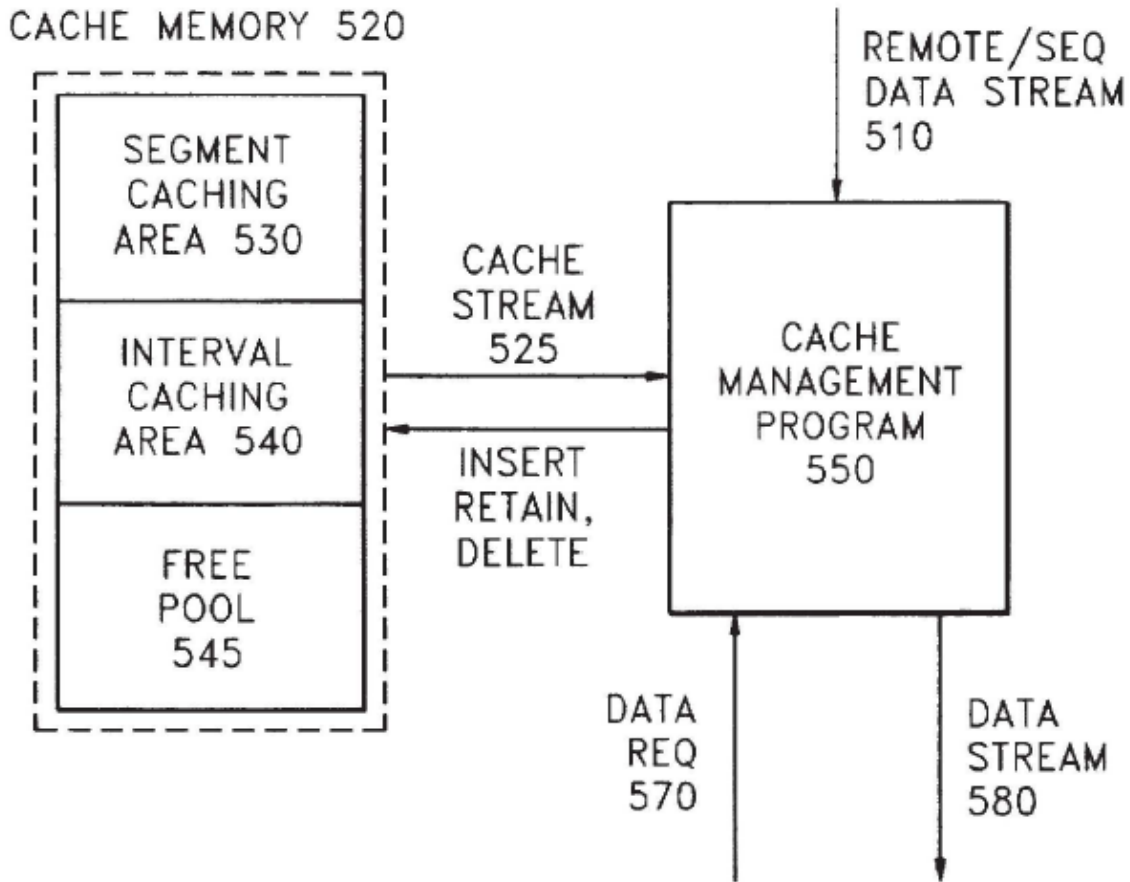 CACHE MEMORY 520
SEGMENT
CACHING
AREA 530
INTERVAL
CACHING
AREA 540
FREE
POOL
545
CACHE
STREAM
525
INSERT
RETAIN,
DELETE
REMOTE/SEQ
DATA STREAM
510
CACHE
MANAGEMENT
PROGRAM
550
DATA
REQ
570
DATA
STREAM
580